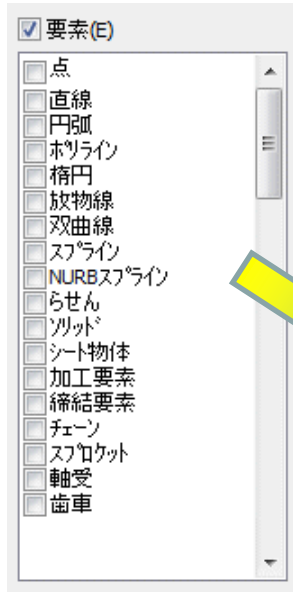 要素(E)
点
直線
円弧
ﾎﾟﾘﾗｲﾝ
楕円
放物線
双曲線
ｽﾌﾟﾗｲﾝ
NURBｽﾌﾟﾗｲﾝ
らせん
ｿﾘｯﾄﾞ
ｼｰﾄ物体
加工要素
締結要素
ﾁｪｰﾝ
ｽﾌﾟﾛｹｯﾄ
軸受
歯車